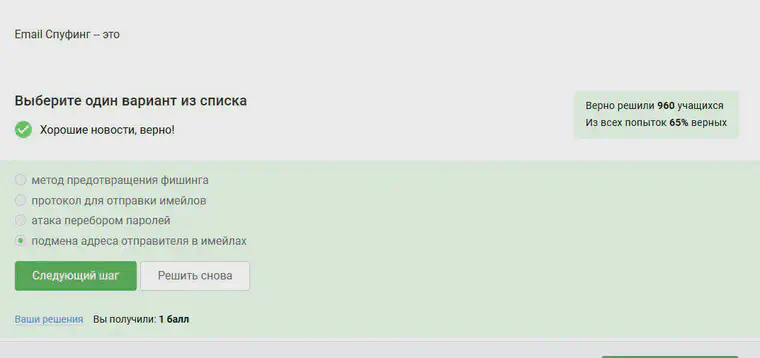 Email Спуфинг -- это
Выберите один вариант из списка
Хорошие новости, верно!
Верно решили 960 учащихся
Из всех попыток 65% верных
метод предотвращения фишинга
протокол для отправки имейлов
атака перебором паролей
подмена адреса отправителя в имейлах
Следующий шаг
Решить снова
Ваши решения Вы получили: 1 балл